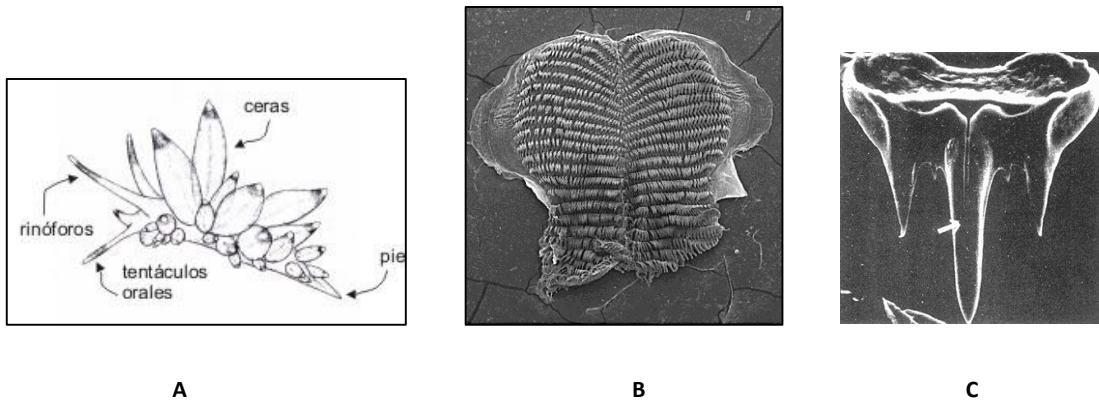 ceras
rinóforos
tentáculos
orales
pie
A
B
C